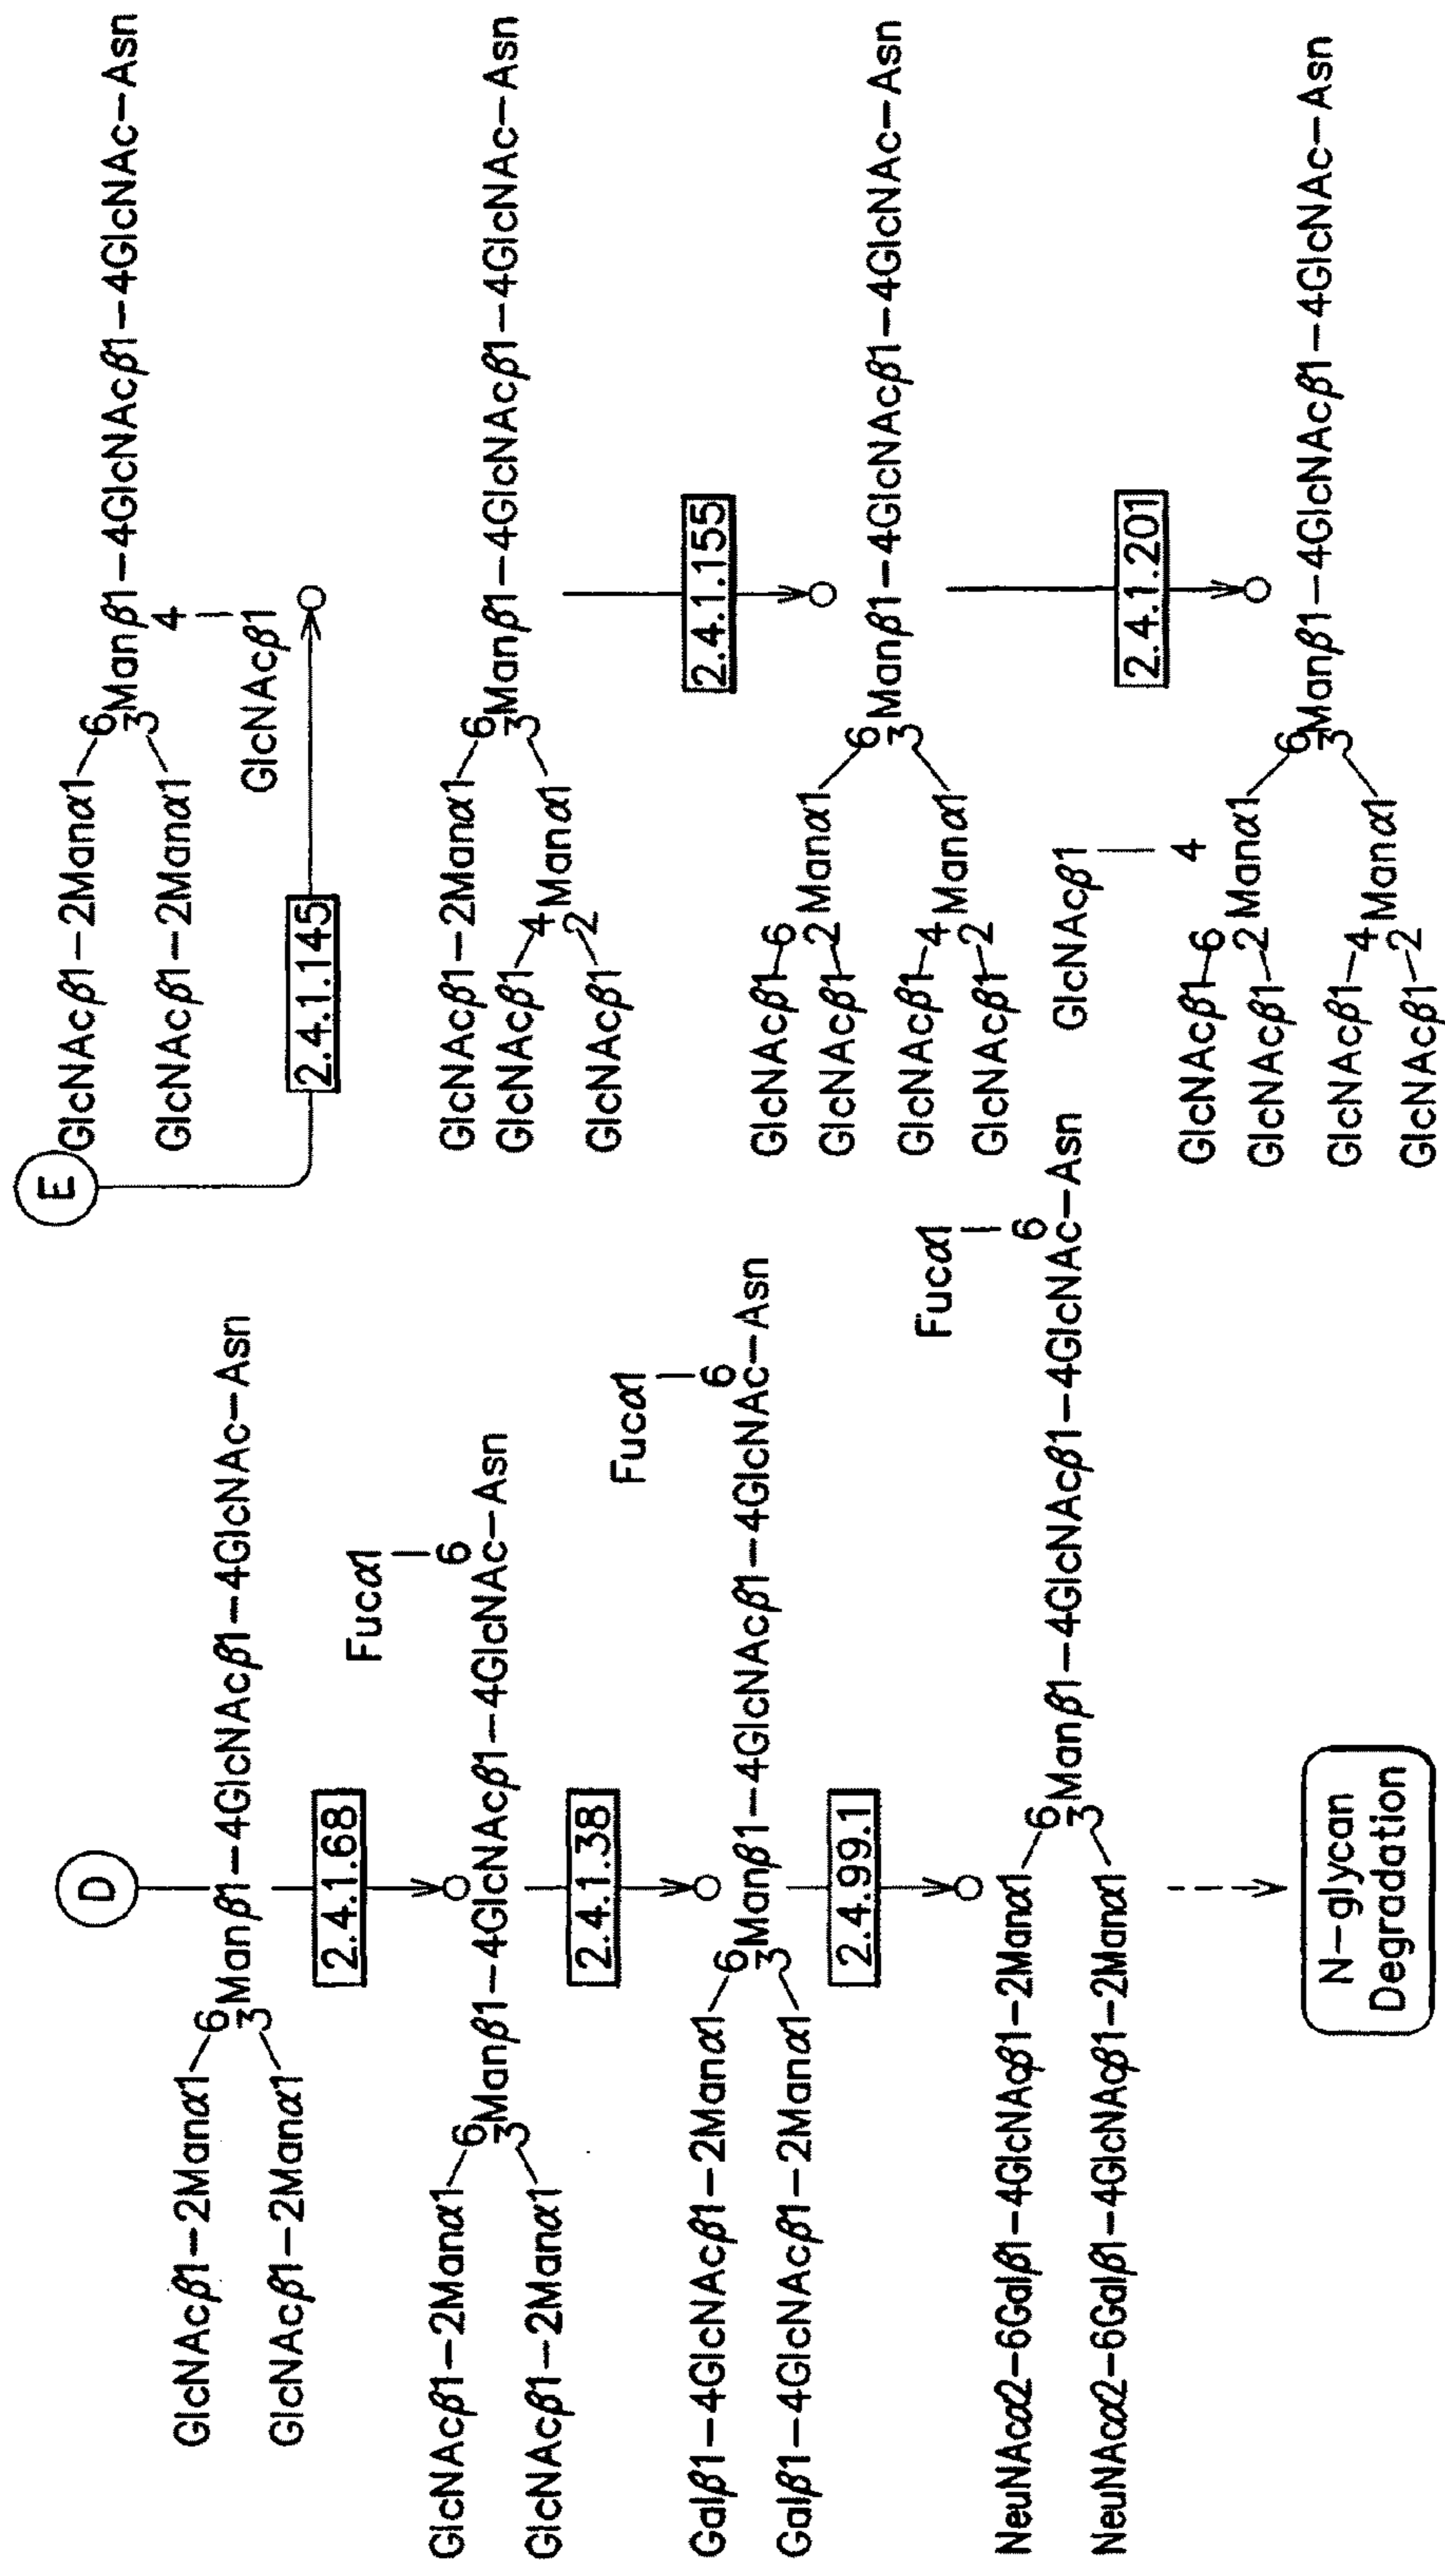 D
GlcNAcβ1–2Manα1
6
Manβ1–4GlcNAcβ1–4GlcNAc–Asn
3
GlcNAcβ1–2Manα1
2.4.1.68
Fucα1
6
GlcNAcβ1–2Manα1
6
Manβ1–4GlcNAcβ1–4GlcNAc–Asn
3
GlcNAcβ1–2Manα1
2.4.1.38
Fucα1
6
Galβ1–4GlcNAcβ1–2Manα1
6
Manβ1–4GlcNAcβ1–4GlcNAc–Asn
3
Galβ1–4GlcNAcβ1–2Manα1
2.4.99.1
Fucα1
6
NeuNAcα2–6Galβ1–4GlcNAcβ1–2Manα1
6
Manβ1–4GlcNAcβ1–4GlcNAc–Asn
3
NeuNAcα2–6Galβ1–4GlcNAcβ1–2Manα1
N–glycan
Degradation
E
GlcNAcβ1–2Manα1
6
Manβ1–4GlcNAcβ1–4GlcNAc–Asn
3
4
GlcNAcβ1–2Manα1
GlcNAcβ1
2.4.1.145
GlcNAcβ1–2Manα1
6
Manβ1–4GlcNAcβ1–4GlcNAc–Asn
3
GlcNAcβ1
4
Manα1
2
GlcNAcβ1
2.4.1.155
GlcNAcβ1
6
Manα1
2
GlcNAcβ1
6
Manβ1–4GlcNAcβ1–4GlcNAc–Asn
3
GlcNAcβ1
4
Manα1
2
GlcNAcβ1
2.4.1.201
GlcNAcβ1
4
GlcNAcβ1
6
Manα1
2
GlcNAcβ1
6
Manβ1–4GlcNAcβ1–4GlcNAc–Asn
3
GlcNAcβ1
4
Manα1
2
GlcNAcβ1